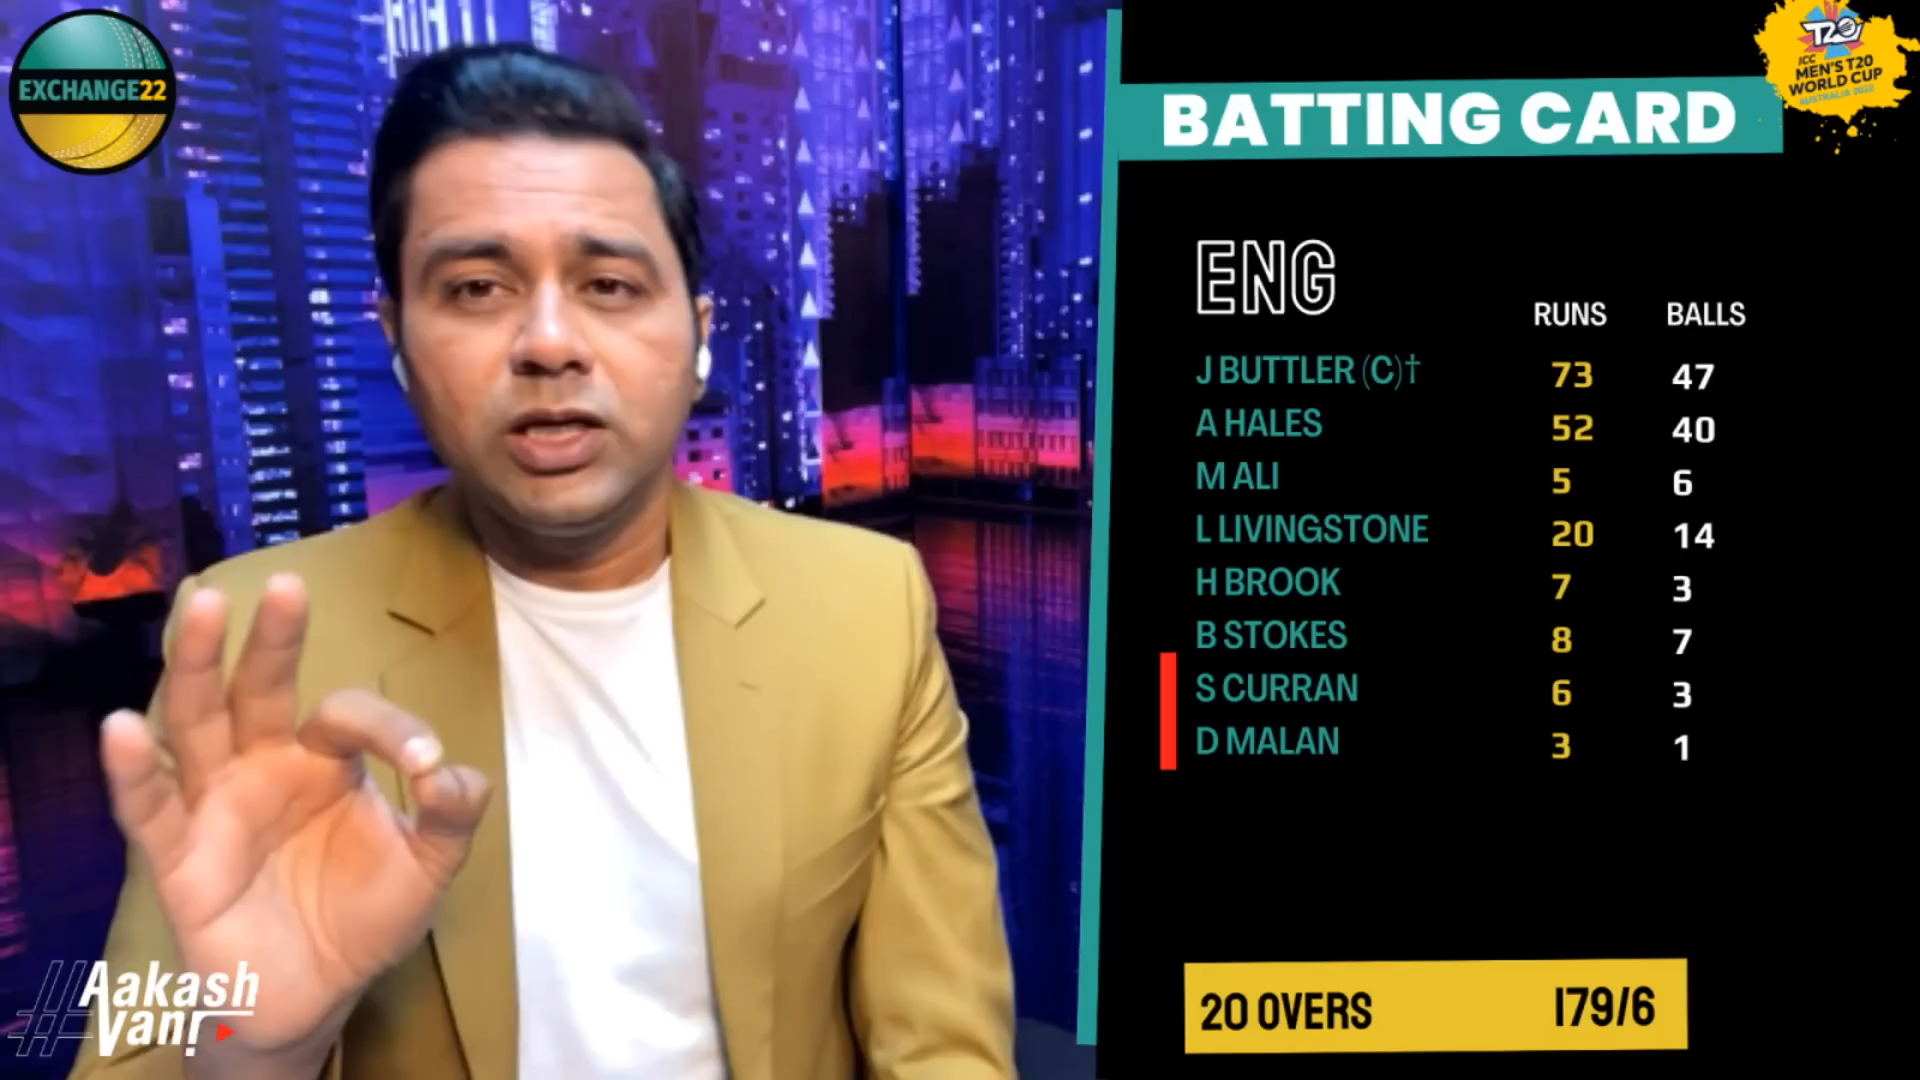 EXCHANGE22
T20
ICC
MEN'S T20
WORLD CUP
AUSTRALIA 2022
BATTING CARD
ENG
RUNS BALLS
J BUTTLER (C)† 73 47
A HALES 52 40
M ALI 5 6
L LIVINGSTONE 20 14
H BROOK 7 3
B STOKES 8 7
S CURRAN 6 3
D MALAN 3 1
20 OVERS 179/6
#Aakash
Vani